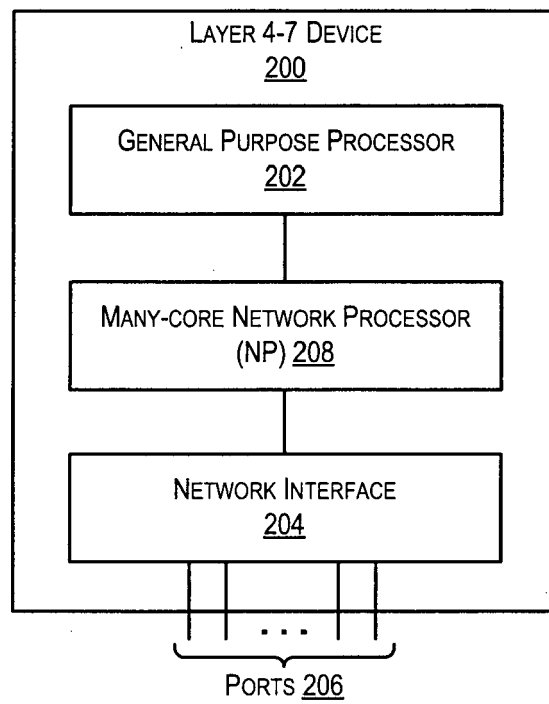 LAYER 4-7 DEVICE
200
GENERAL PURPOSE PROCESSOR
202
MANY-CORE NETWORK PROCESSOR
(NP) 208
NETWORK INTERFACE
204
...
PORTS 206